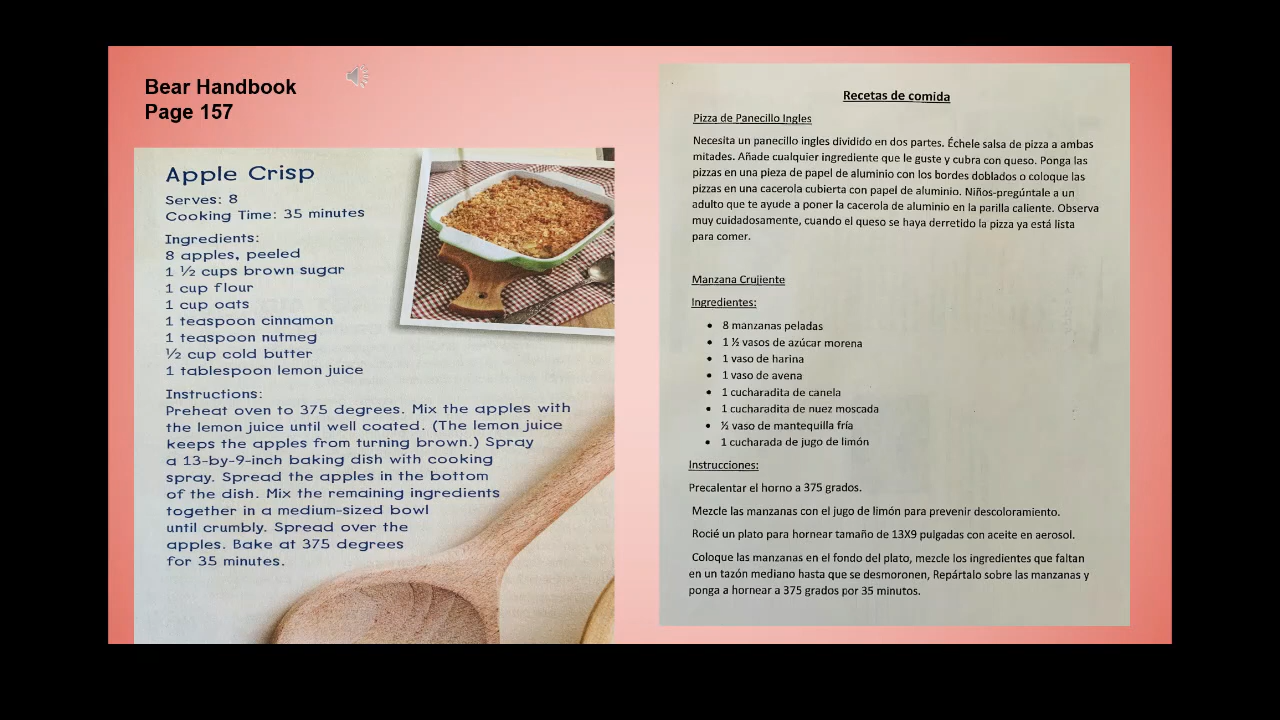 Bear Handbook
Page 157
Apple Crisp
Serves: 8
Cooking Time: 35 minutes
Ingredients:
8 apples, peeled
1 ½ cups brown sugar
1 cup flour
1 cup oats
1 teaspoon cinnamon
1 teaspoon nutmeg
½ cup cold butter
1 tablespoon lemon juice
Instructions:
Preheat oven to 375 degrees. Mix the apples with
the lemon juice until well coated. (The lemon juice
keeps the apples from turning brown.) Spray
a 13-by-9-inch baking dish with cooking
spray. Spread the apples in the bottom
of the dish. Mix the remaining ingredients
together in a medium-sized bowl
until crumbly. Spread over the
apples. Bake at 375 degrees
for 35 minutes.
Recetas de comida
Pizza de Panecillo Ingles
Necesita un panecillo ingles dividido en dos partes. Échele salsa de pizza a ambas
mitades. Añade cualquier ingrediente que le guste y cubra con queso. Ponga las
pizzas en una pieza de papel de aluminio con los bordes doblados o coloque las
pizzas en una cacerola cubierta con papel de aluminio. Niños-pregúntale a un
adulto que te ayude a poner la cacerola de aluminio en la parilla caliente. Observa
muy cuidadosamente, cuando el queso se haya derretido la pizza ya está lista
para comer.
Manzana Crujiente
Ingredientes:
• 8 manzanas peladas
• 1 ½ vasos de azúcar morena
• 1 vaso de harina
• 1 vaso de avena
• 1 cucharadita de canela
• 1 cucharadita de nuez moscada
• ½ vaso de mantequilla fría
• 1 cucharada de jugo de limón
Instrucciones:
Precalentar el horno a 375 grados.
Mezcle las manzanas con el jugo de limón para prevenir descoloramiento.
Rocié un plato para hornear tamaño de 13X9 pulgadas con aceite en aerosol.
Coloque las manzanas en el fondo del plato, mezcle los ingredientes que faltan
en un tazón mediano hasta que se desmoronen, Repártalo sobre las manzanas y
ponga a hornear a 375 grados por 35 minutos.